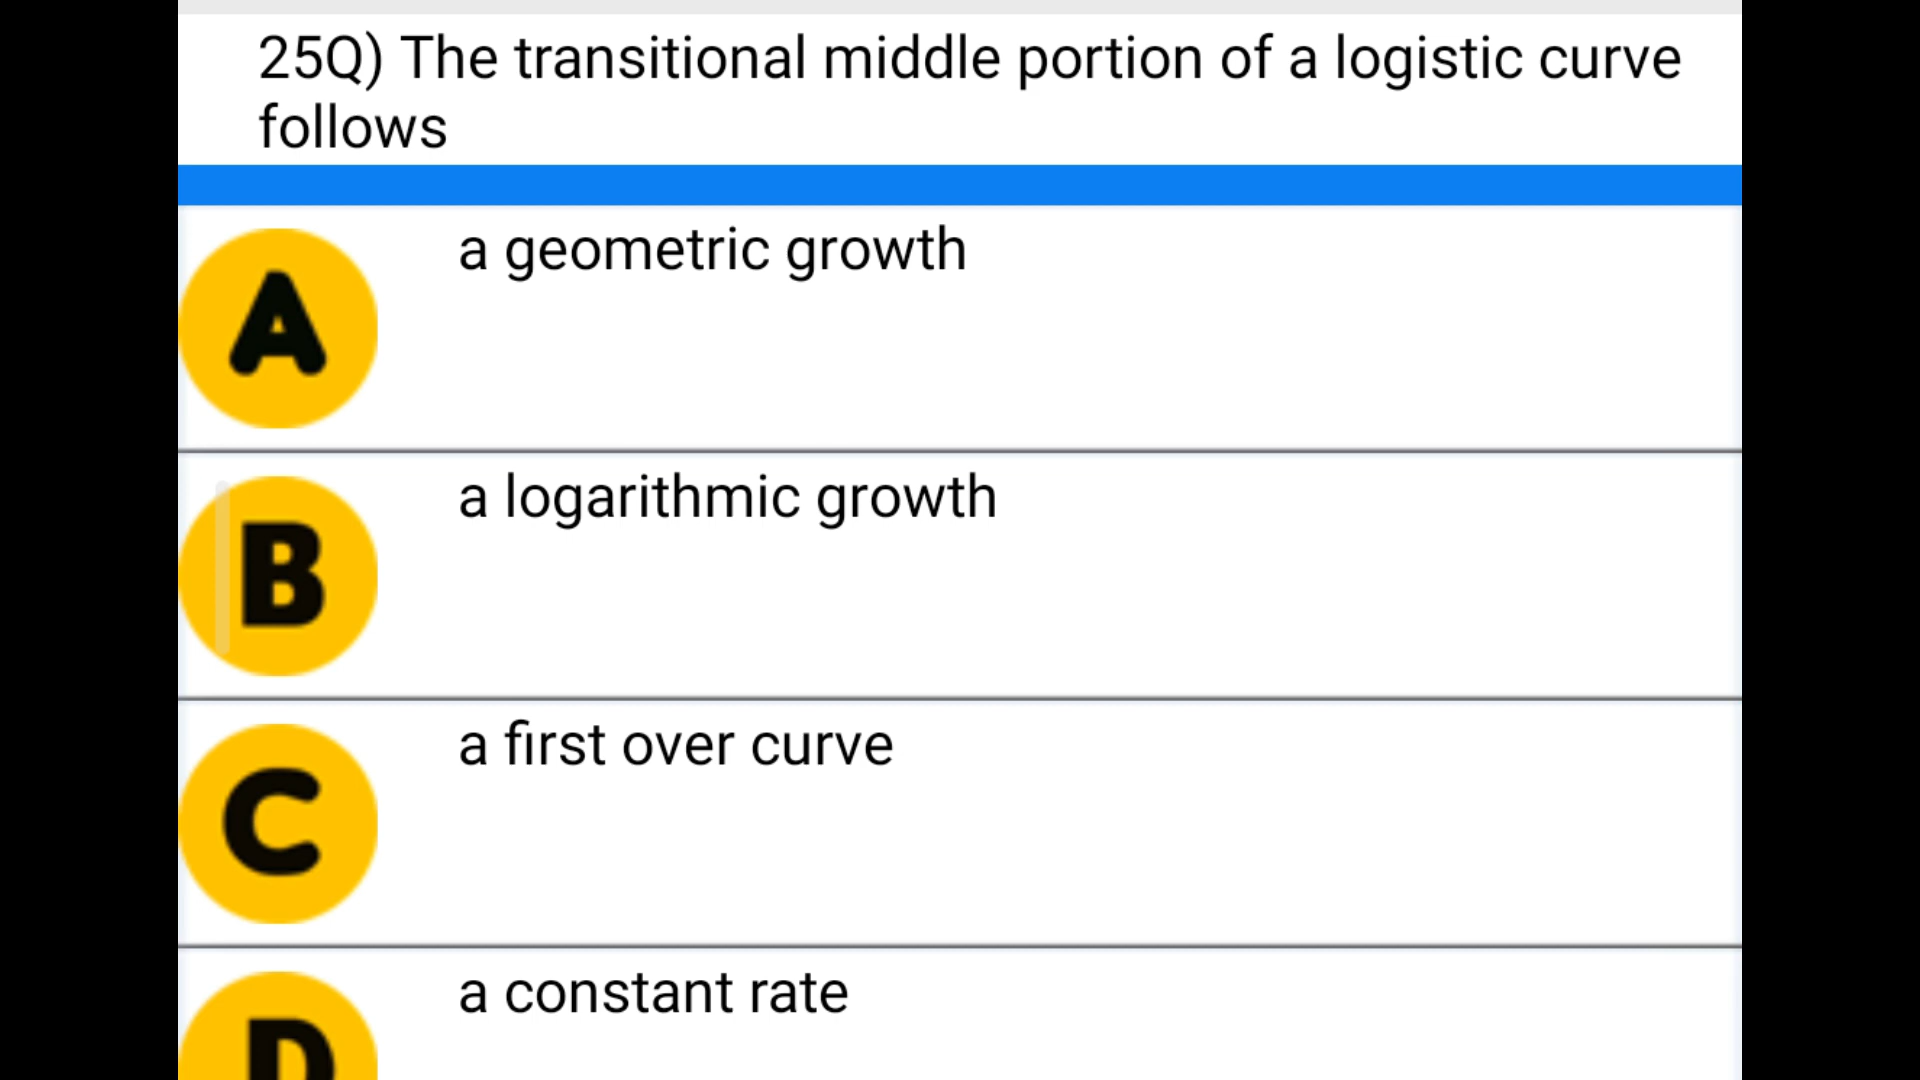 25Q) The transitional middle portion of a logistic curve
follows
A
a geometric growth
B
a logarithmic growth
C
a first over curve
D
a constant rate